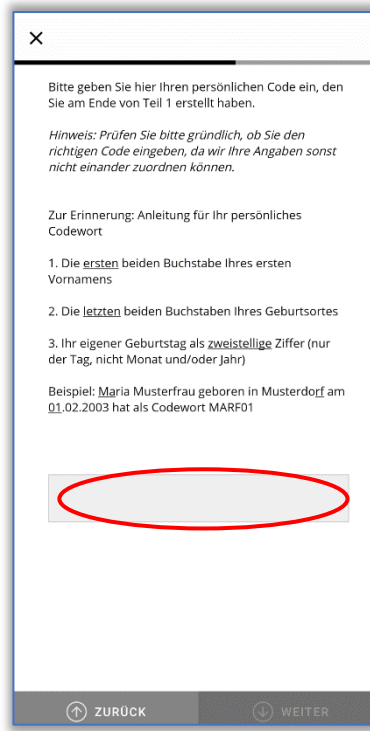 Bitte geben Sie hier Ihren persönlichen Code ein, den
Sie am Ende von Teil 1 erstellt haben.
Hinweis: Prüfen Sie bitte gründlich, ob Sie den
richtigen Code eingeben, da wir Ihre Angaben sonst
nicht einander zuordnen können.
Zur Erinnerung: Anleitung für Ihr persönliches
Codewort
1. Die ersten beiden Buchstabe Ihres ersten
Vornamens
2. Die letzten beiden Buchstaben Ihres Geburtsortes
3. Ihr eigener Geburtstag als zweistellige Ziffer (nur
der Tag, nicht Monat und/oder Jahr)
Beispiel: Maria Musterfrau geboren in Musterdorf am
01.02.2003 hat als Codewort MARF01
ZURÜCK
WEITER